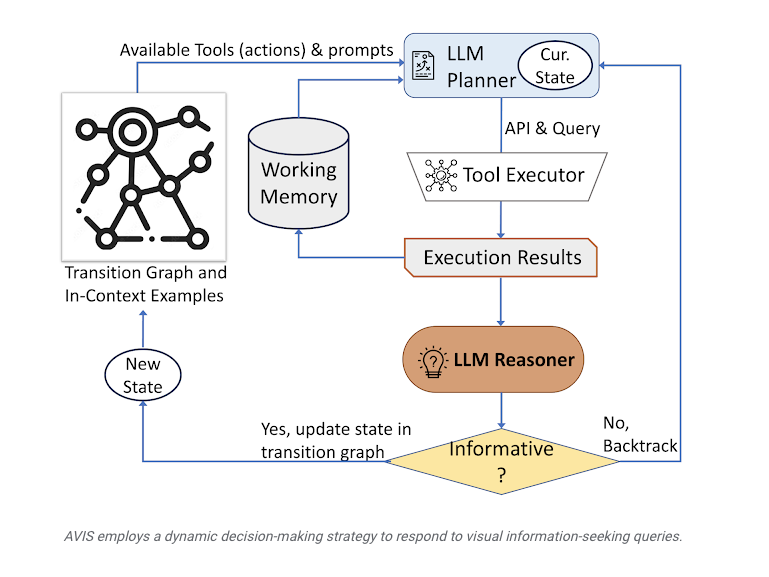 Available Tools (actions) & prompts
LLM
Planner
Cur.
State
API & Query
Working
Memory
Tool Executor
Execution Results
Transition Graph and
In-Context Examples
LLM Reasoner
?
New
State
Yes, update state in
transition graph
Informative
?
No,
Backtrack
AVIS employs a dynamic decision-making strategy to respond to visual information-seeking queries.